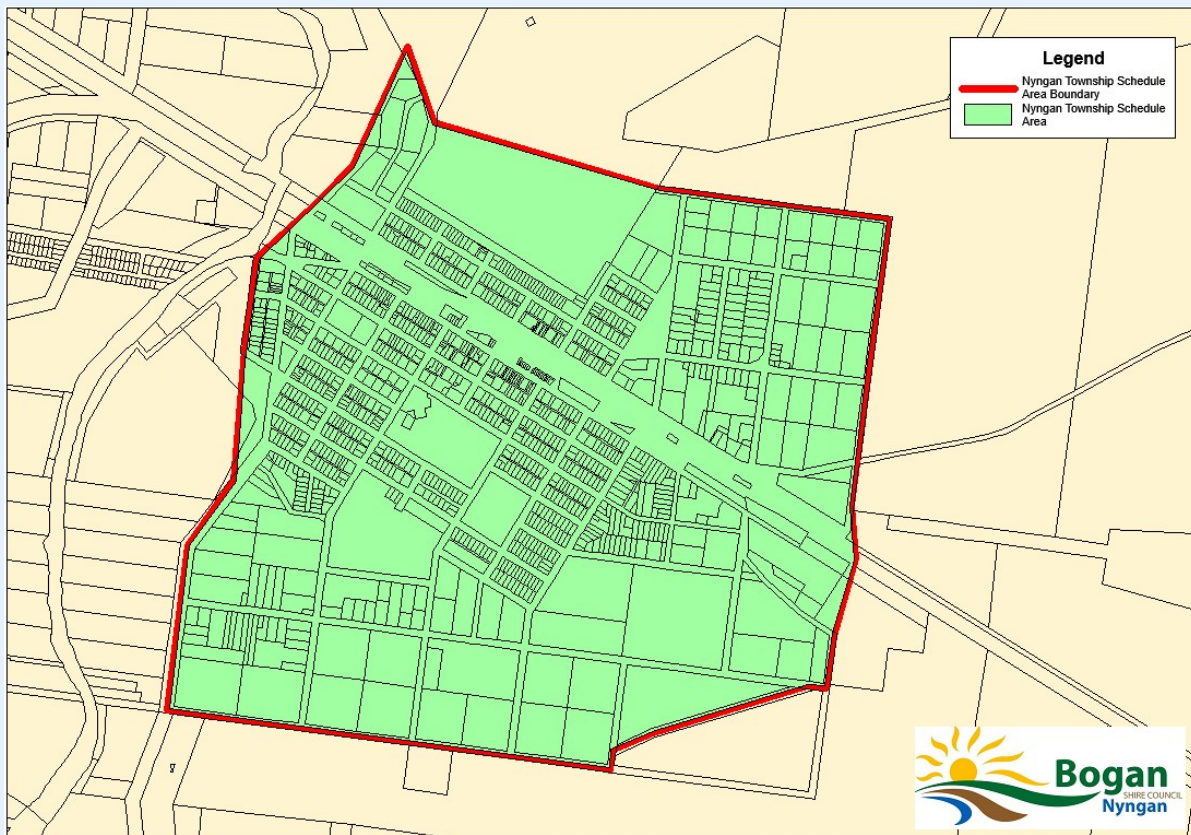 Legend
Nyngan Township Schedule
Area Boundary
Nyngan Township Schedule
Area
Bogan
SHIRE COUNCIL
Nyngan